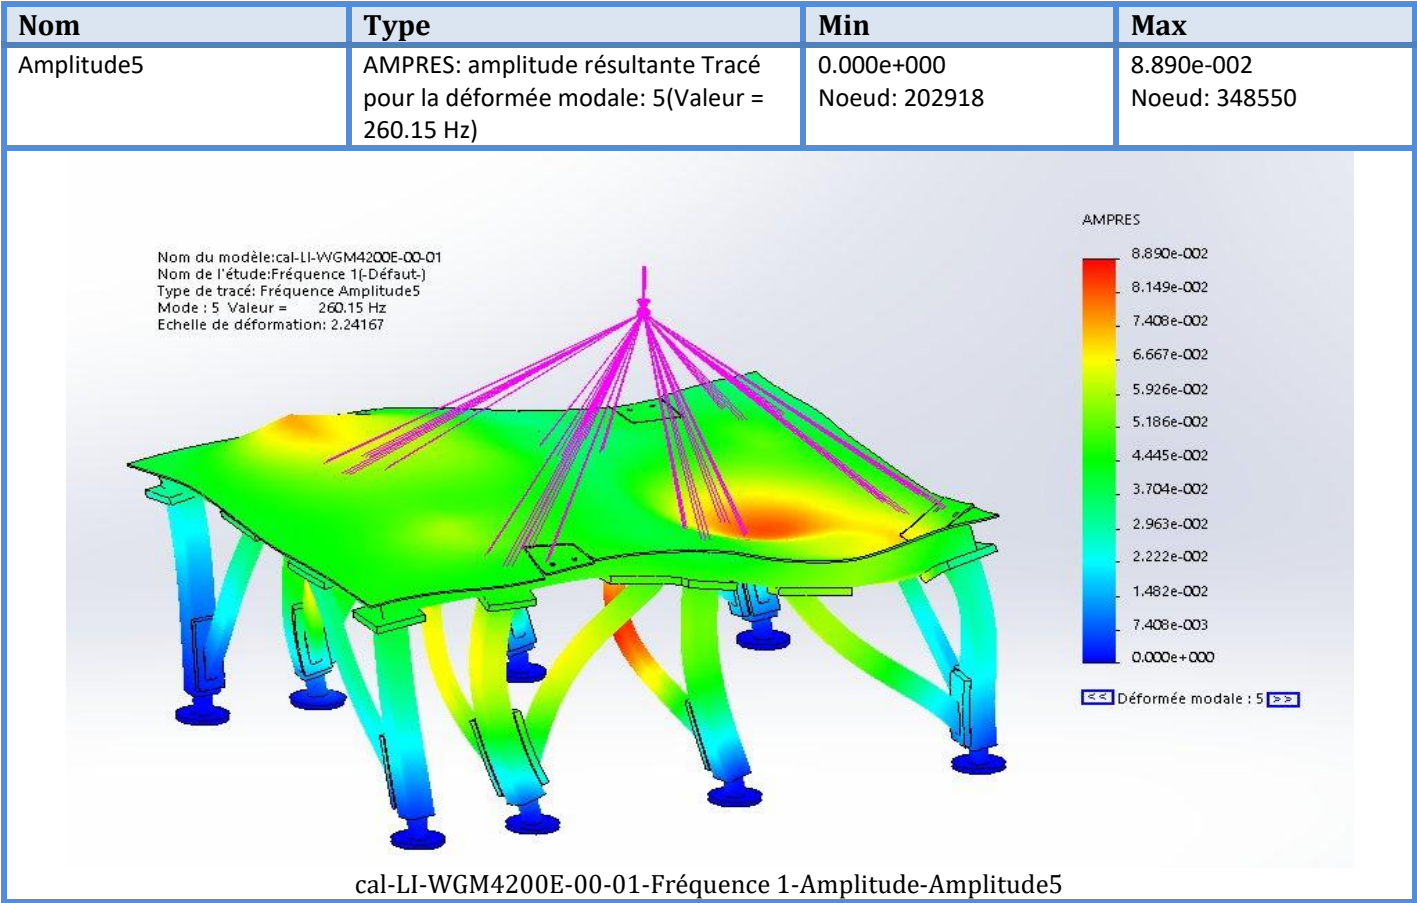 Nom Type Min Max
Amplitude5 AMPRES: amplitude résultante Tracé 0.000e+000 8.890e-002
pour la déformée modale: 5(Valeur = Noeud: 202918 Noeud: 348550
260.15 Hz)
AMPRES
Nom du modèle:cal-LI-WGM4200E-00-01
Nom de l'étude:Fréquence 1(-Défaut-)
Type de tracé: Fréquence Amplitude5
Mode : 5 Valeur = 260.15 Hz
Echelle de déformation: 2.24167
8.890e-002
8.149e-002
7.408e-002
6.667e-002
5.926e-002
5.186e-002
4.445e-002
3.704e-002
2.963e-002
2.222e-002
1.482e-002
7.408e-003
0.000e+000
<< Déformée modale : 5 >>
cal-LI-WGM4200E-00-01-Fréquence 1-Amplitude-Amplitude5